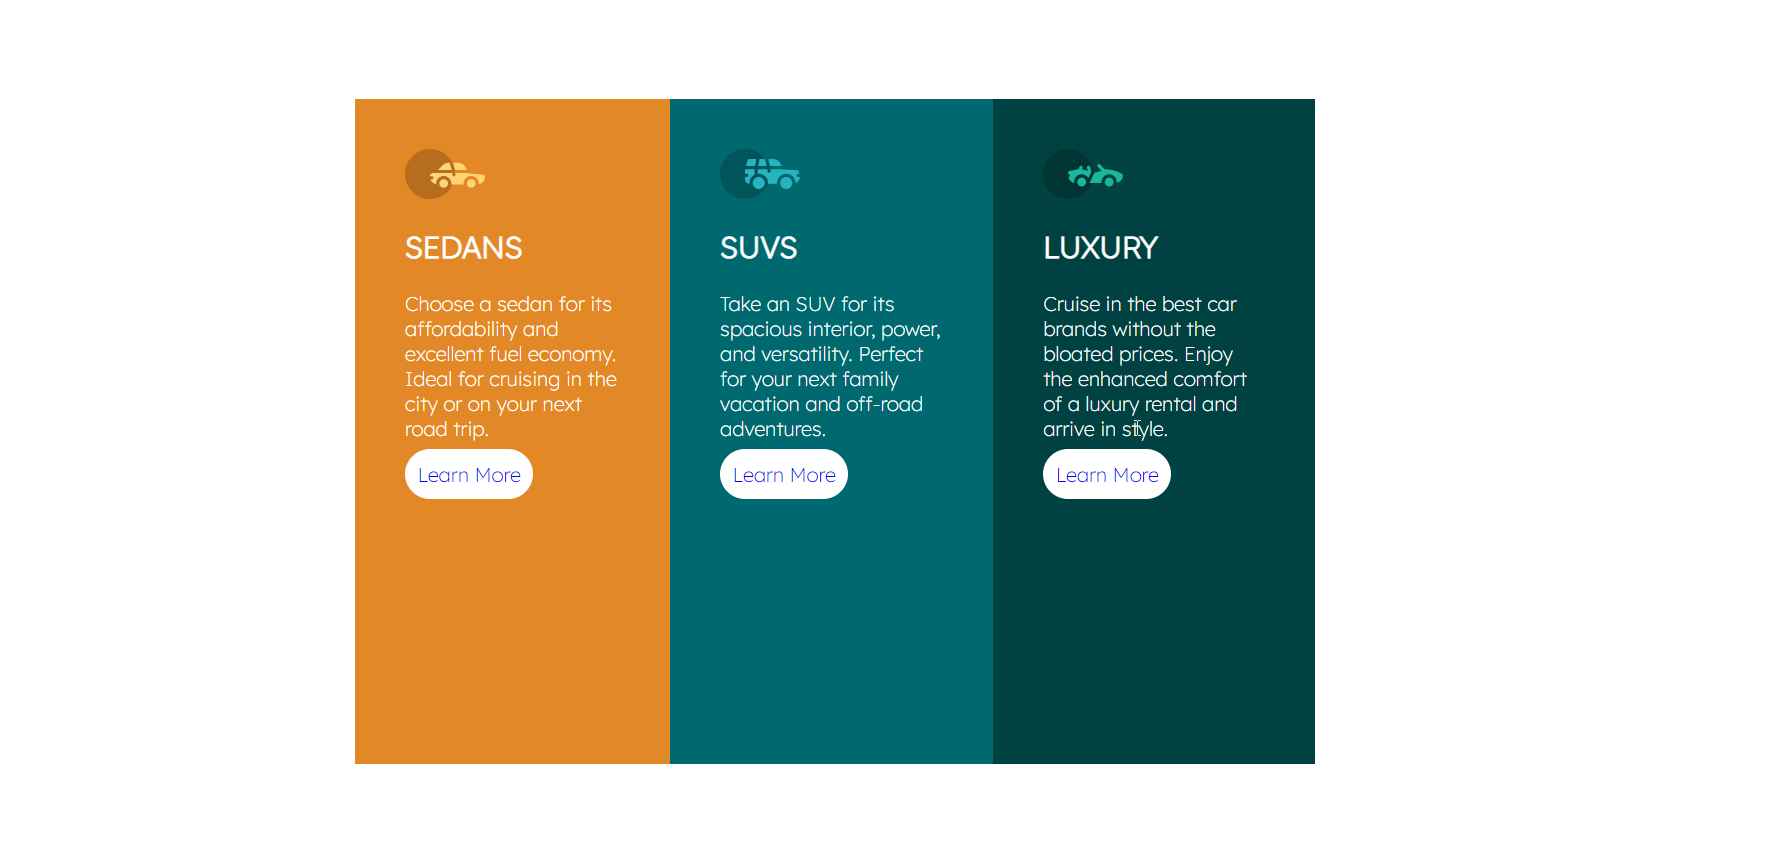 SEDANS
Choose a sedan for its
affordability and
excellent fuel economy.
Ideal for cruising in the
city or on your next
road trip.
Learn More
SUVS
Take an SUV for its
spacious interior, power,
and versatility. Perfect
for your next family
vacation and off-road
adventures.
Learn More
LUXURY
Cruise in the best car
brands without the
bloated prices. Enjoy
the enhanced comfort
of a luxury rental and
arrive in style.
Learn More